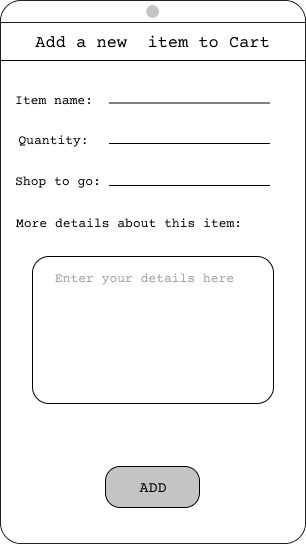 Add a new item to Cart
Item name:
Quantity:
Shop to go:
More details about this item:
Enter your details here
ADD